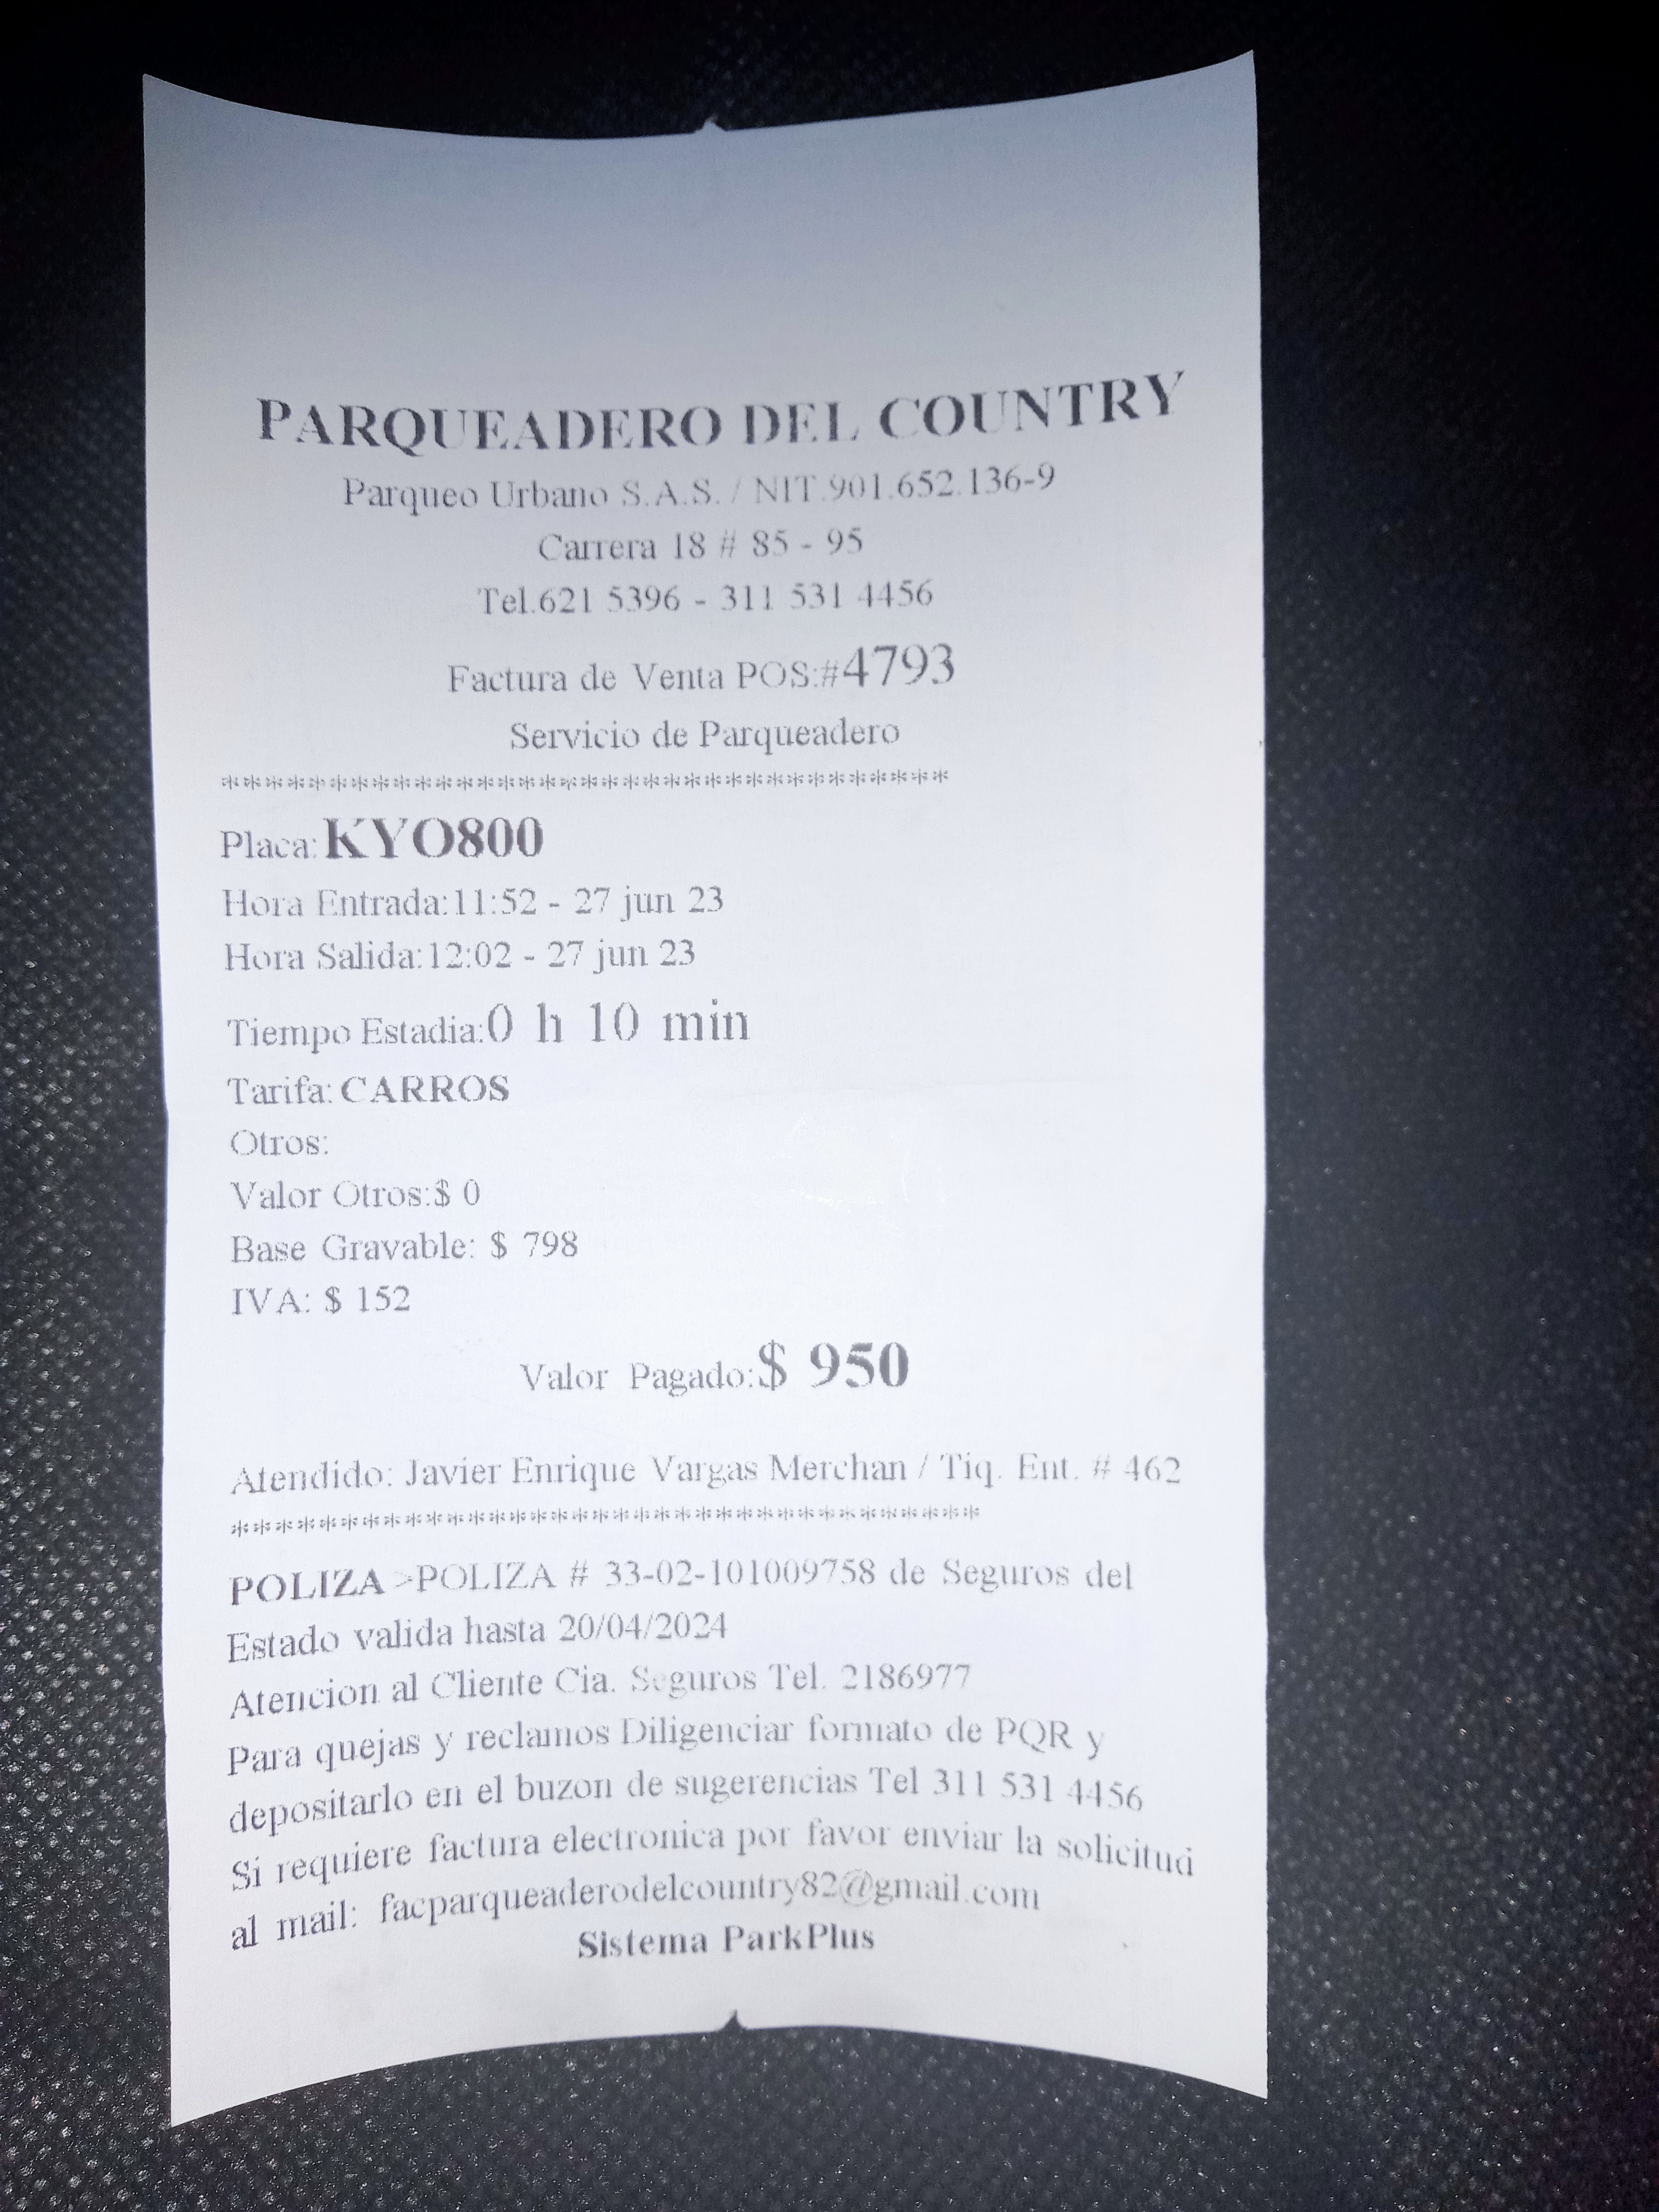 PARQUEADERO DEL COUNTRY
Parqueo Urbano S.A.S. / NIT.901.652.136-9
Carrera 18 # 85 - 95
Tel.621 5396 - 311 531 4456
Factura de Venta POS:#4793
Servicio de Parqueadero
***********************************
Placa:KYO800
Hora Entrada:11:52 - 27 jun 23
Hora Salida:12:02 - 27 jun 23
Tiempo Estadia:0 h 10 min
Tarifa: CARROS
Otros:
Valor Otros:$ 0
Base Gravable: $ 798
IVA: $ 152
Valor Pagado:$ 950
Atendido: Javier Enrique Vargas Merchan / Tiq. Ent. # 462
***********************************
POLIZA >POLIZA # 33-02-101009758 de Seguros del
Estado valida hasta 20/04/2024
Atencion al Cliente Cia. Seguros Tel. 2186977
Para quejas y reclamos Diligenciar formato de PQR y
depositarlo en el buzon de sugerencias Tel 311 531 4456
Si requiere factura electronica por favor enviar la solicitud
al mail: facparqueaderodelcountry82@gmail.com
Sistema ParkPlus